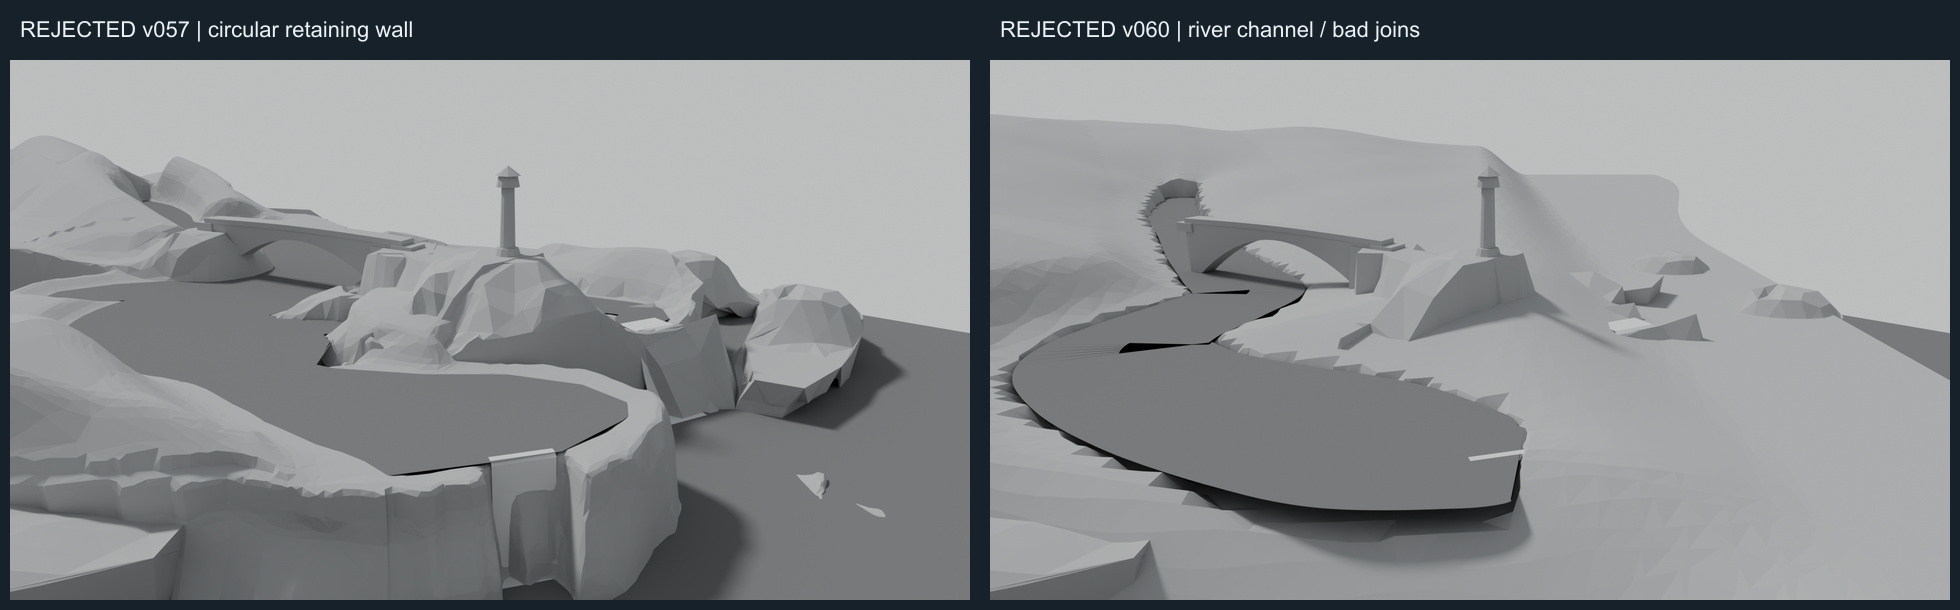 REJECTED v057 | circular retaining wall
REJECTED v060 | river channel / bad joins